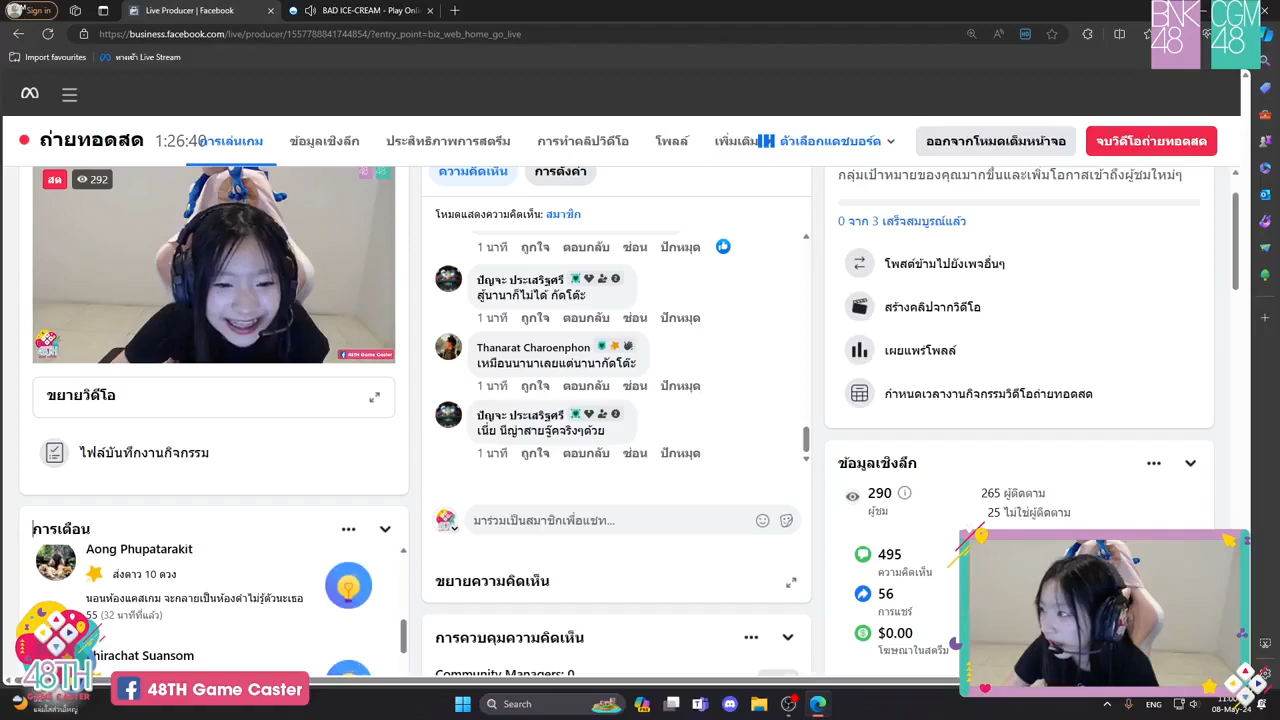 Sign in
Live Producer | Facebook
BAD ICE-CREAM - Play Onli
https://business.facebook.com/live/producer/1557788841744854/?entry_point=biz_web_home_go_live
Import favourites
ทางเข้า Live Stream
BNK
48
CGM
48
ถ่ายทอดสด
1:26:40
การเล่นเกม
ข้อมูลเชิงลึก
ประสิทธิภาพการสตรีม
การทำคลิปวิดีโอ
โพลล์
เพิ่มเติม
ตัวเลือกแดชบอร์ด
ออกจากโหมดเต็มหน้าจอ
จบวิดีโอถ่ายทอดสด
สด
292
48TH Game Caster
ขยายวิดีโอ
ไฟล์บันทึกงานกิจกรรม
การเตือน
Aong Phupatarakit
ส่งดาว 10 ดวง
นอนห้องแคสเกม จะกลายเป็นห้องดำไม่รู้ตัวนะเธอ
55 (32 นาทีที่แล้ว)
hirachat Suansom
ความคิดเห็น
การตั้งค่า
โหมดแสดงความคิดเห็น: สมาชิก
1 นาที ถูกใจ ตอบกลับ ซ่อน ปักหมุด
ปัญจะ ประเสริฐศรี
สู้นานาก็ไม่ได้ กัดโต๊ะ
1 นาที ถูกใจ ตอบกลับ ซ่อน ปักหมุด
Thanarat Charoenphon
เหมือนนานาเลยแต่นานากัดโต๊ะ
1 นาที ถูกใจ ตอบกลับ ซ่อน ปักหมุด
ปัญจะ ประเสริฐศรี
เนี่ย นีญ่าสายจู๊คจริงๆด้วย
1 นาที ถูกใจ ตอบกลับ ซ่อน ปักหมุด
มาร่วมเป็นสมาชิกเพื่อแชท...
ขยายความคิดเห็น
การควบคุมความคิดเห็น
Community Managers: 0
กลุ่มเป้าหมายของคุณมากขึ้นและเพิ่มโอกาสเข้าถึงผู้ชมใหม่ๆ
0 จาก 3 เสร็จสมบูรณ์แล้ว
โพสต์ข้ามไปยังเพจอื่นๆ
สร้างคลิปจากวิดีโอ
เผยแพร่โพลล์
กำหนดเวลางานกิจกรรมวิดีโอถ่ายทอดสด
ข้อมูลเชิงลึก
290
ผู้ชม
265 ผู้ติดตาม
25 ไม่ใช่ผู้ติดตาม
495
ความคิดเห็น
56
การแชร์
$0.00
โฆษณาในสตรีม
48TH
GAME CASTER
48TH Game Caster
Search
08-May-24